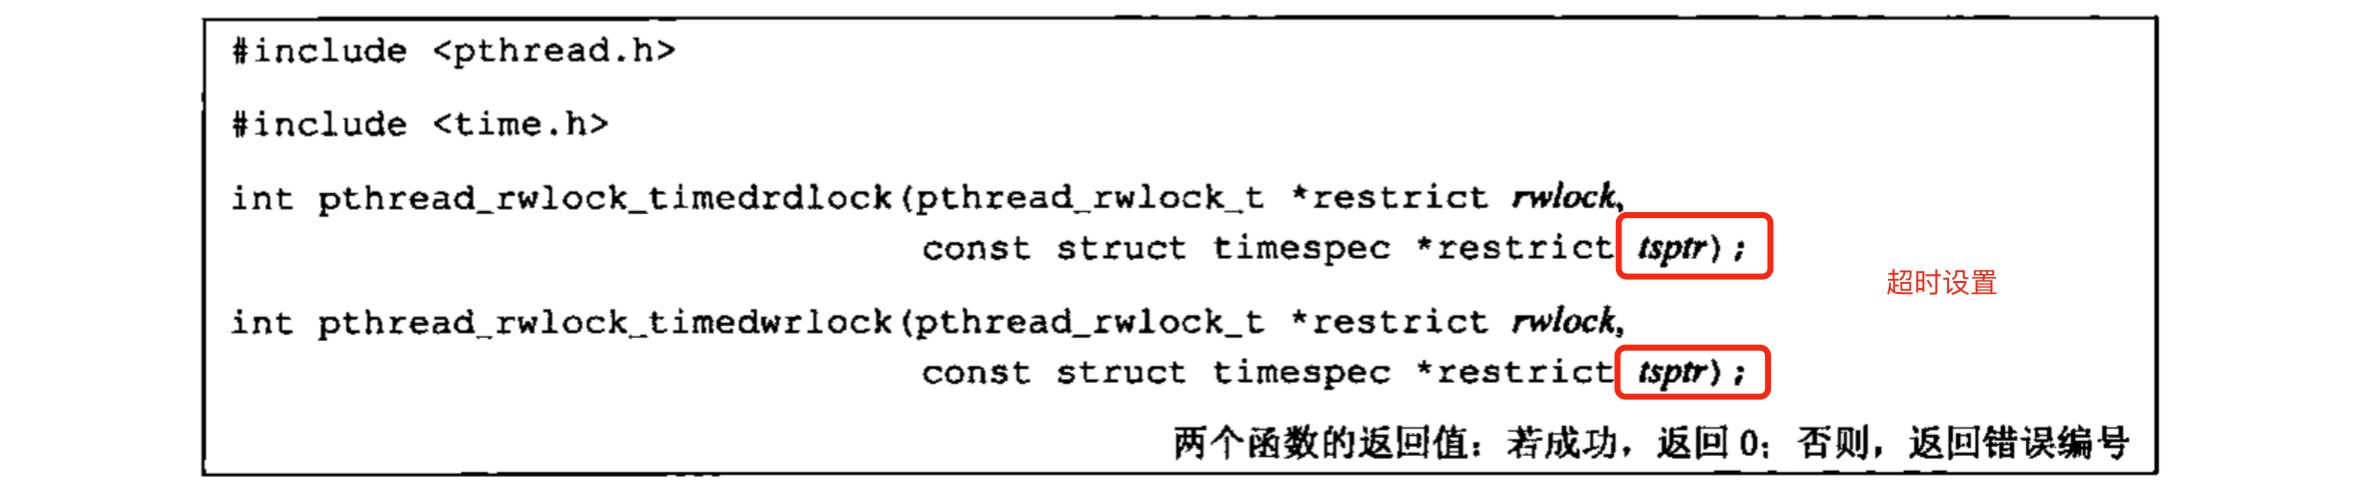 #include <pthread.h>
#include <time.h>
int pthread_rwlock_timedrdlock(pthread_rwlock_t *restrict rwlock,
const struct timespec *restrict tsptr);
超时设置
int pthread_rwlock_timedwrlock(pthread_rwlock_t *restrict rwlock,
const struct timespec *restrict tsptr);
两个函数的返回值：若成功，返回 0；否则，返回错误编号